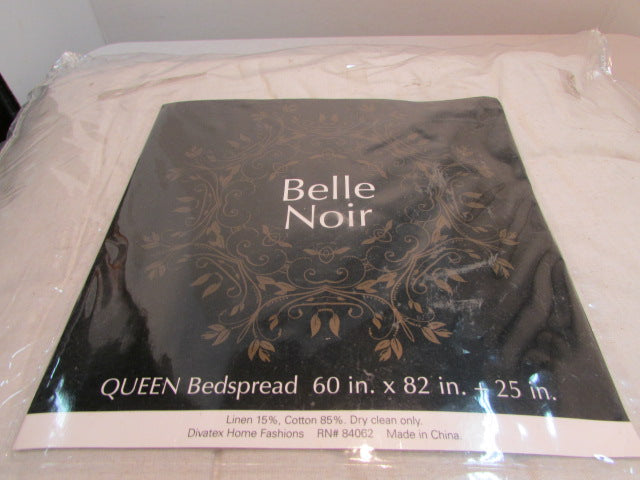 Belle
Noir
QUEEN Bedspread 60 in. x 82 in. + 25 in.
Linen 15%, Cotton 85%. Dry clean only.
Divatex Home Fashions RN# 84062 Made in China.